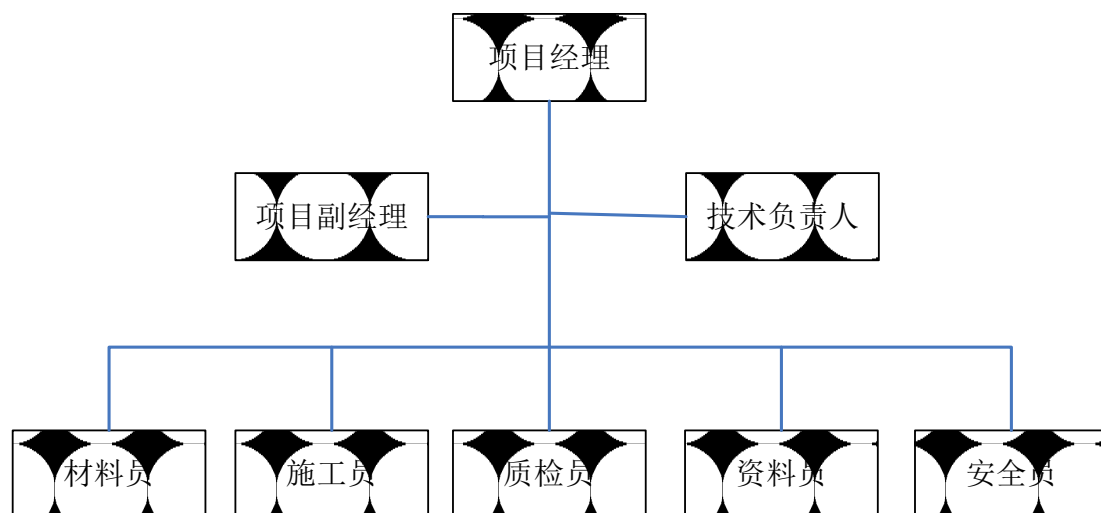 项目经理
项目副经理
技术负责人
材料员
施工员
质检员
资料员
安全员